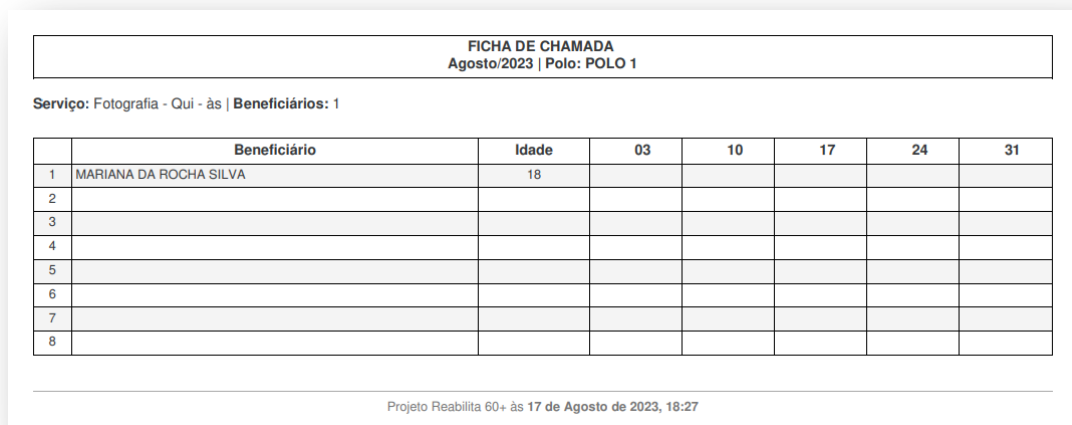 FICHA DE CHAMADA
Agosto/2023 | Polo: POLO 1
Serviço: Fotografia - Qui - às | Beneficiários: 1
Beneficiário Idade 03 10 17 24 31
1 MARIANA DA ROCHA SILVA 18
2
3
4
5
6
7
8
Projeto Reabilita 60+ às 17 de Agosto de 2023, 18:27